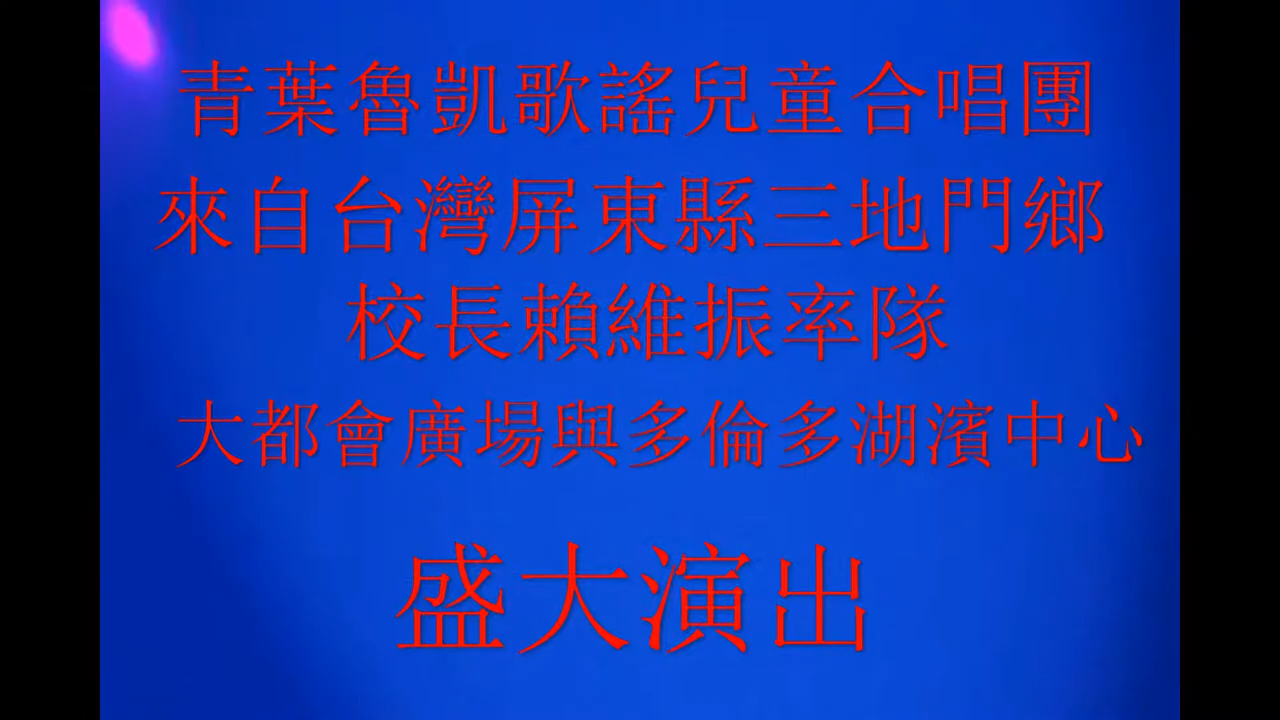 青葉魯凱歌謠兒童合唱團
來自台灣屏東縣三地門鄉
校長賴維振率隊
大都會廣場與多倫多湖濱中心
盛大演出